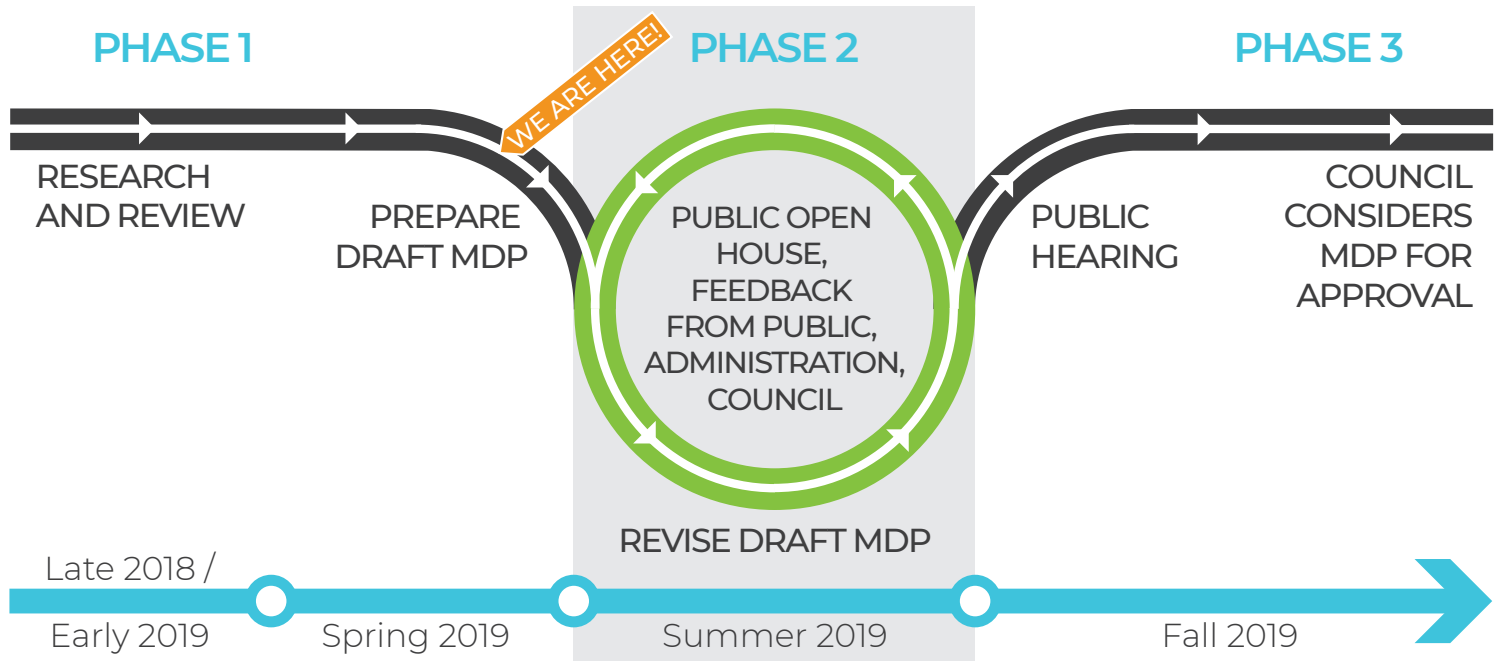 PHASE 1
WE ARE HERE!
PHASE 2
PHASE 3
RESEARCH
AND REVIEW
PREPARE
DRAFT MDP
PUBLIC OPEN
HOUSE,
FEEDBACK
FROM PUBLIC,
ADMINISTRATION,
COUNCIL
REVISE DRAFT MDP
PUBLIC
HEARING
COUNCIL
CONSIDERS
MDP FOR
APPROVAL
Late 2018 /
Early 2019
Spring 2019
Summer 2019
Fall 2019